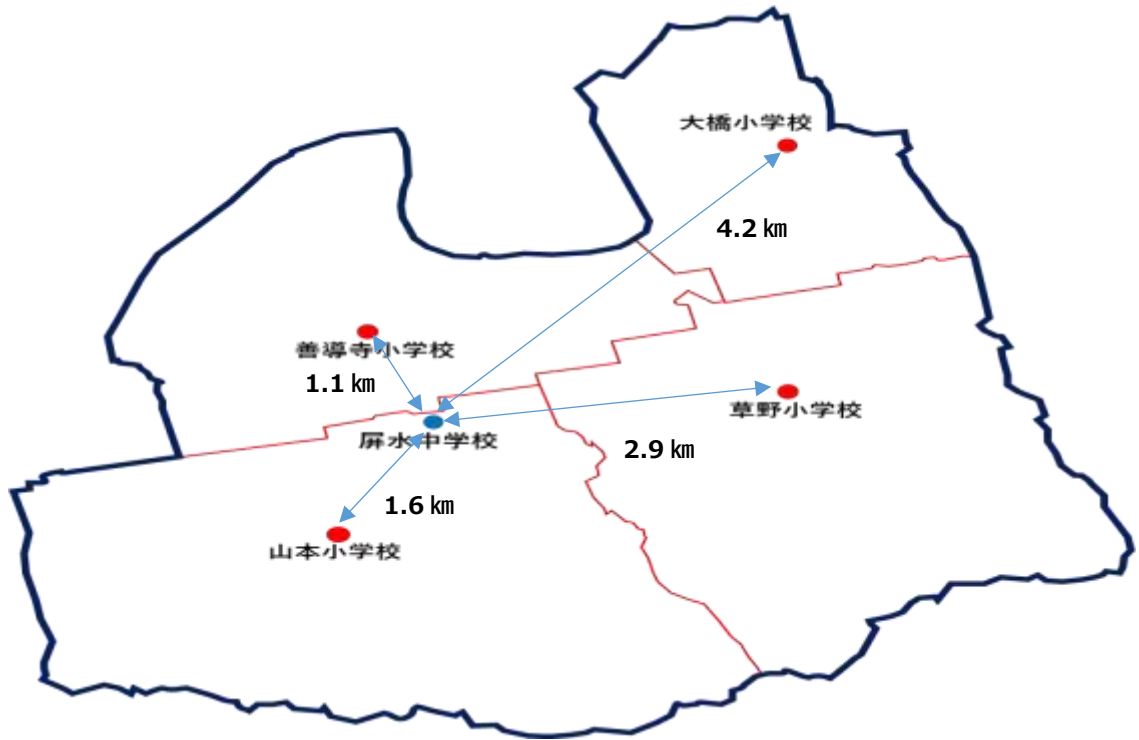 大橋小学校
4.2 ㎞
善導寺小学校
1.1 ㎞
草野小学校
屏水中学校
2.9 ㎞
1.6 ㎞
山本小学校